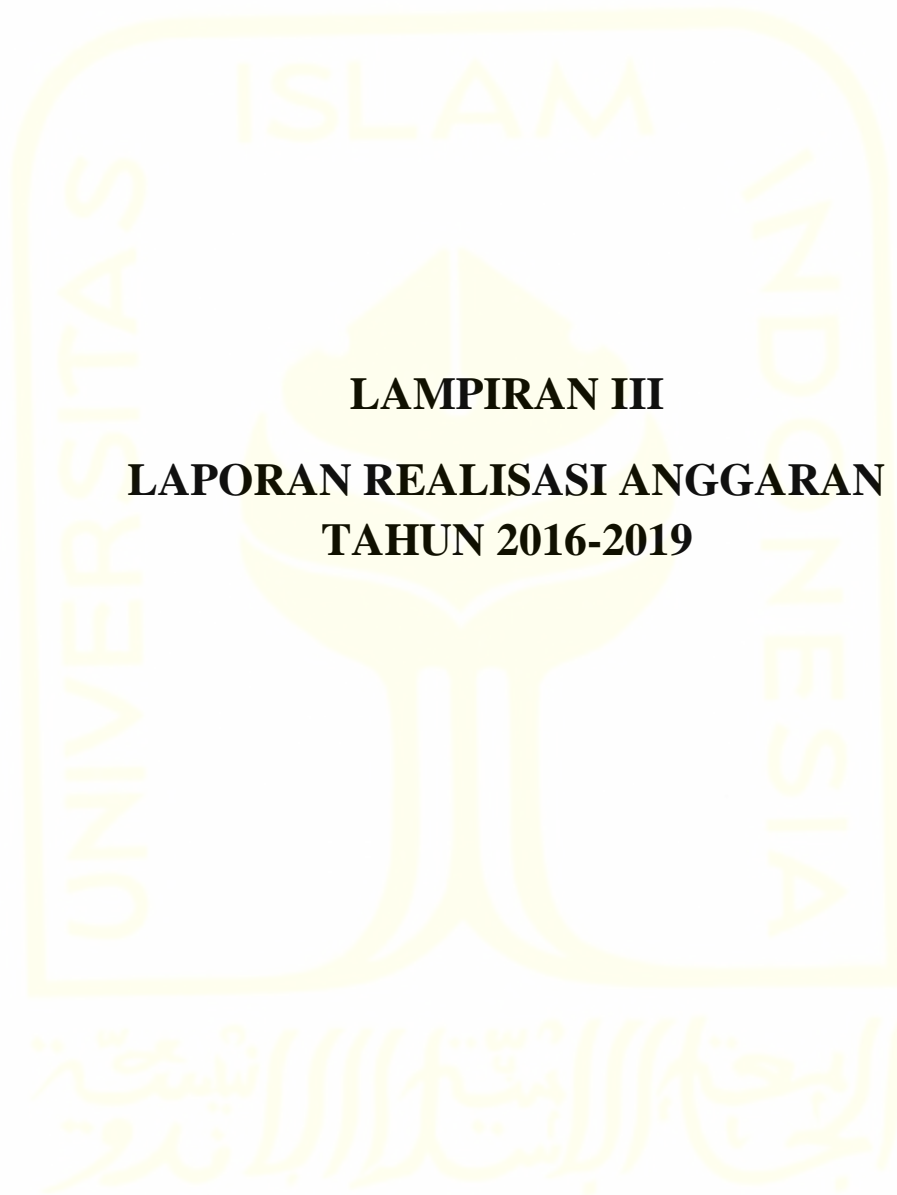 ISLAM
UNIVERSITAS
INDONESIA
LAMPIRAN III
LAPORAN REALISASI ANGGARAN
TAHUN 2016-2019